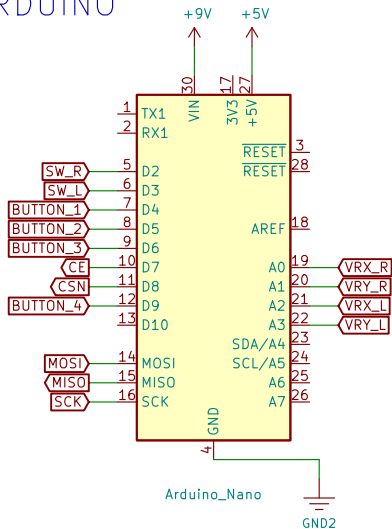 RDUINO
+9V +5V
30 17 27
VIN 3V3 +5V
1 TX1
2 RX1
RESET 3
RESET 28
SW_R 5 D2
SW_L 6 D3
BUTTON_1 7 D4
BUTTON_2 8 D5 AREF 18
BUTTON_3 9 D6
CE 10 D7 A0 19 VRX_R
CSN 11 D8 A1 20 VRY_R
BUTTON_4 12 D9 A2 21 VRX_L
13 D10 A3 22 VRY_L
SDA/A4 23
MOSI 14 MOSI SCL/A5 24
MISO 15 MISO A6 25
SCK 16 SCK A7 26
GND
4
Arduino_Nano
GND2